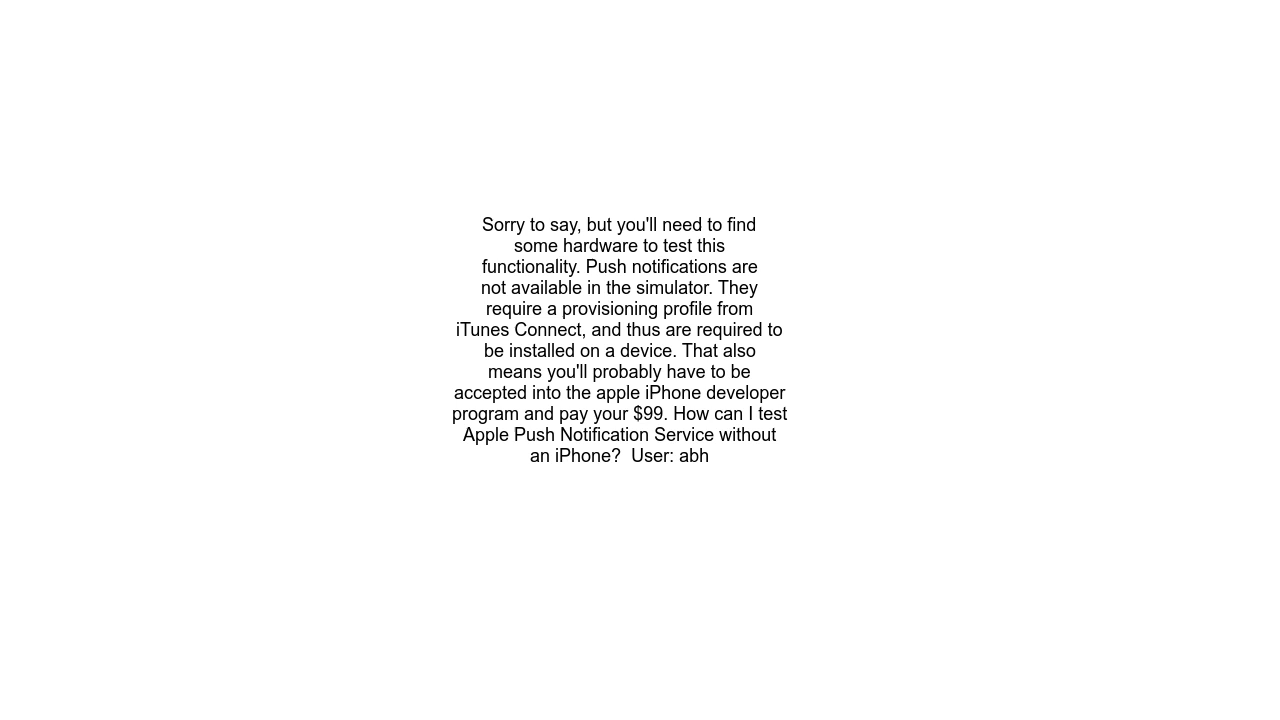 Sorry to say, but you'll need to find
some hardware to test this
functionality. Push notifications are
not available in the simulator. They
require a provisioning profile from
iTunes Connect, and thus are required to
be installed on a device. That also
means you'll probably have to be
accepted into the apple iPhone developer
program and pay your $99. How can I test
Apple Push Notification Service without
an iPhone?  User: abh